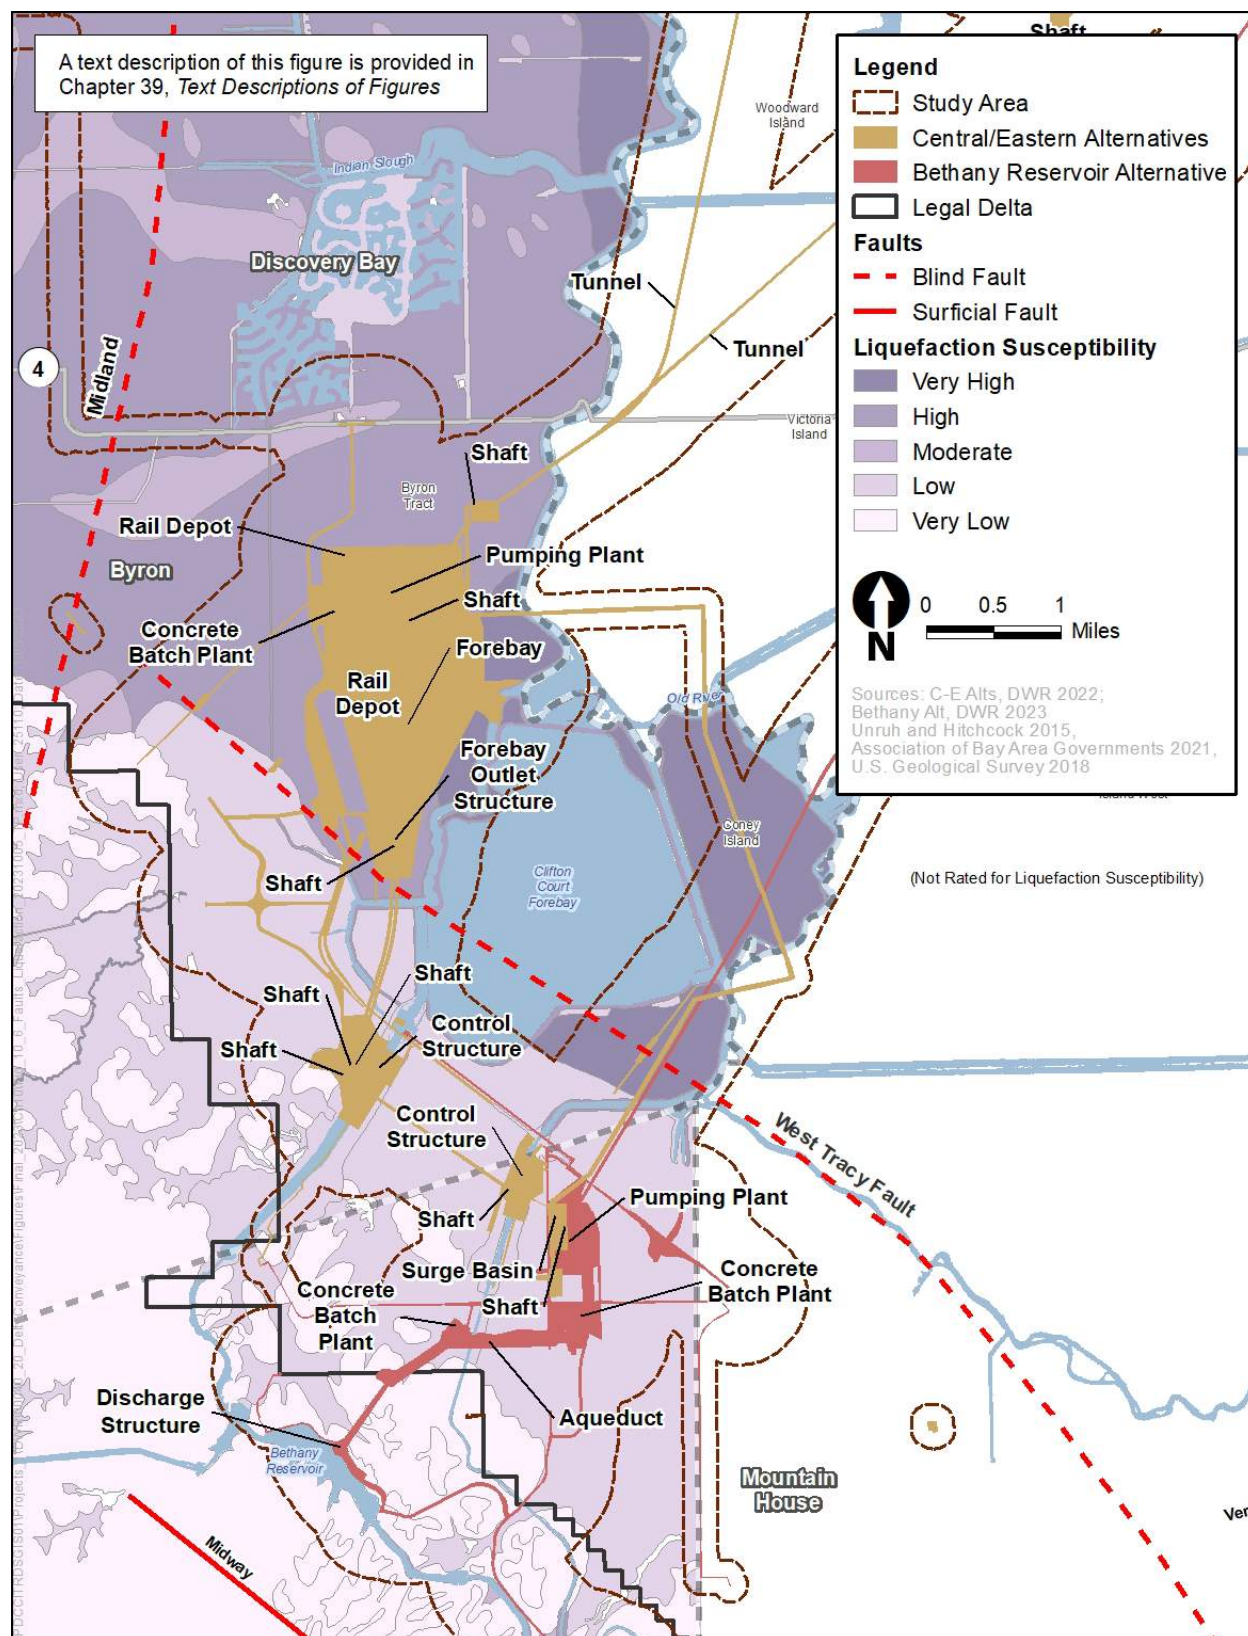 A text description of this figure is provided in
Chapter 39, Text Descriptions of Figures
Shaft
Legend
Study Area
Central/Eastern Alternatives
Bethany Reservoir Alternative
Legal Delta
Faults
Blind Fault
Surficial Fault
Liquefaction Susceptibility
Very High
High
Moderate
Low
Very Low
N
0 0.5 1
Miles
Sources: C-E Alts, DWR 2022;
Bethany Alt, DWR 2023
Unruh and Hitchcock 2015,
Association of Bay Area Governments 2021,
U.S. Geological Survey 2018
Woodward
Island
Indian Slough
Discovery Bay
Tunnel
Tunnel
4
Midland
Victoria
Island
Shaft
Byron
Tract
Rail Depot
Pumping Plant
Byron
Shaft
Concrete
Batch Plant
Forebay
Rail
Depot
Old River
Forebay
Outlet
Structure
Coney
Island
Clifton
Court
Forebay
(Not Rated for Liquefaction Susceptibility)
Shaft
Shaft
Shaft
Shaft
Control
Structure
Control
Structure
West Tracy Fault
Pumping Plant
Shaft
Surge Basin
Concrete
Batch Plant
Concrete
Batch
Plant
Shaft
Discharge
Structure
Aqueduct
Bethany
Reservoir
Mountain
House
Midway
Ver